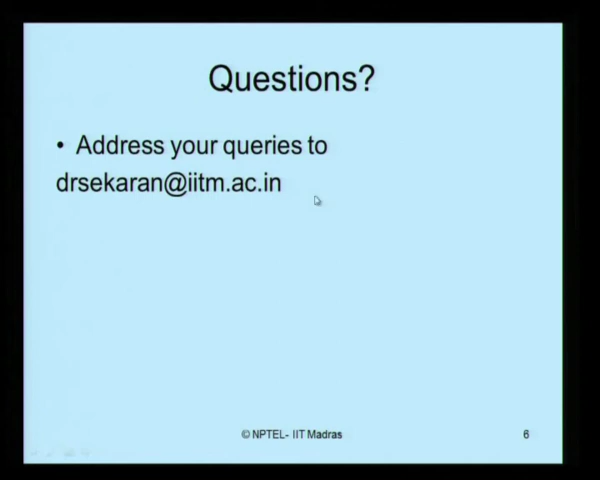 Questions?
• Address your queries to
drsekaran@iitm.ac.in
© NPTEL- IIT Madras
6